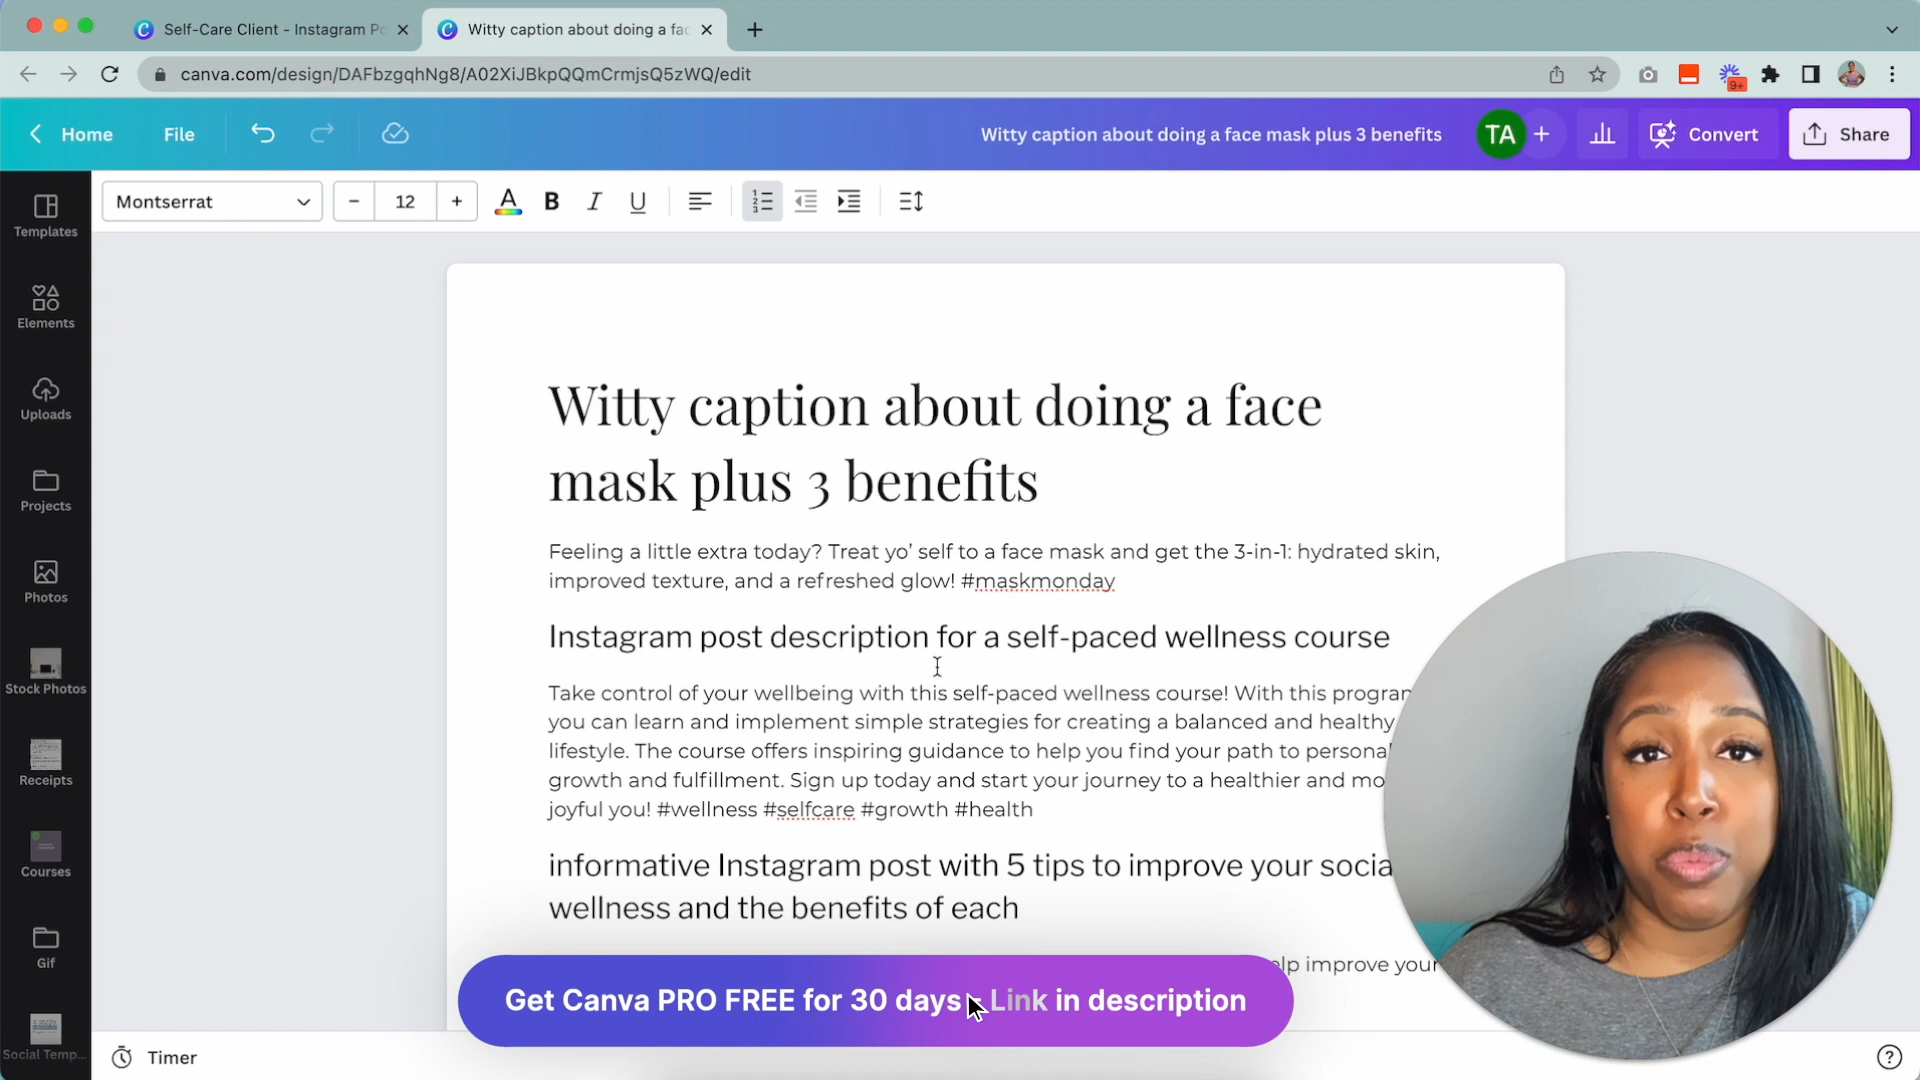 Self-Care Client - Instagram Po
Witty caption about doing a fac
canva.com/design/DAFbzgqhNg8/A02XiJBkpQQmCrmjsQ5zWQ/edit
9+
Home
File
Witty caption about doing a face mask plus 3 benefits
TA
Convert
Share
Montserrat
12
A
B
I
U
Templates
Elements
Uploads
Projects
Photos
Stock Photos
Receipts
Courses
Gif
Social Temp...
Witty caption about doing a face
mask plus 3 benefits
Feeling a little extra today? Treat yo’ self to a face mask and get the 3-in-1: hydrated skin,
improved texture, and a refreshed glow! #maskmonday
Instagram post description for a self-paced wellness course
Take control of your wellbeing with this self-paced wellness course! With this program
you can learn and implement simple strategies for creating a balanced and healthy
lifestyle. The course offers inspiring guidance to help you find your path to personal
growth and fulfillment. Sign up today and start your journey to a healthier and mo
joyful you! #wellness #selfcare #growth #health
informative Instagram post with 5 tips to improve your socia
wellness and the benefits of each
elp improve your
Get Canva PRO FREE for 30 days - Link in description
Timer
?